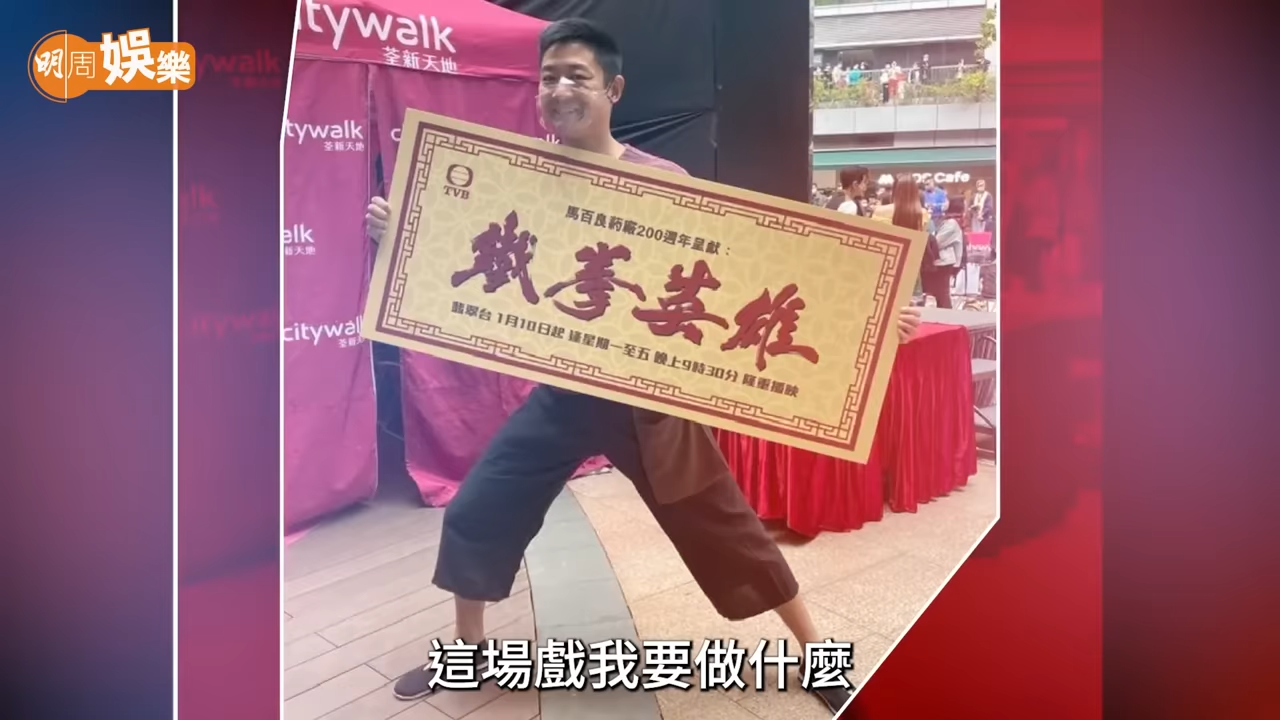 明周娛樂
citywalk
荃新天地
citywalk
荃新天地
citywalk
荃新天地
TVB
馬百良葯廠200週年呈獻:
鐵拳英雄
翡翠台 1月10日起 逢星期一至五 晚上9時30分 隆重播映
Cafe
這場戲我要做什麼